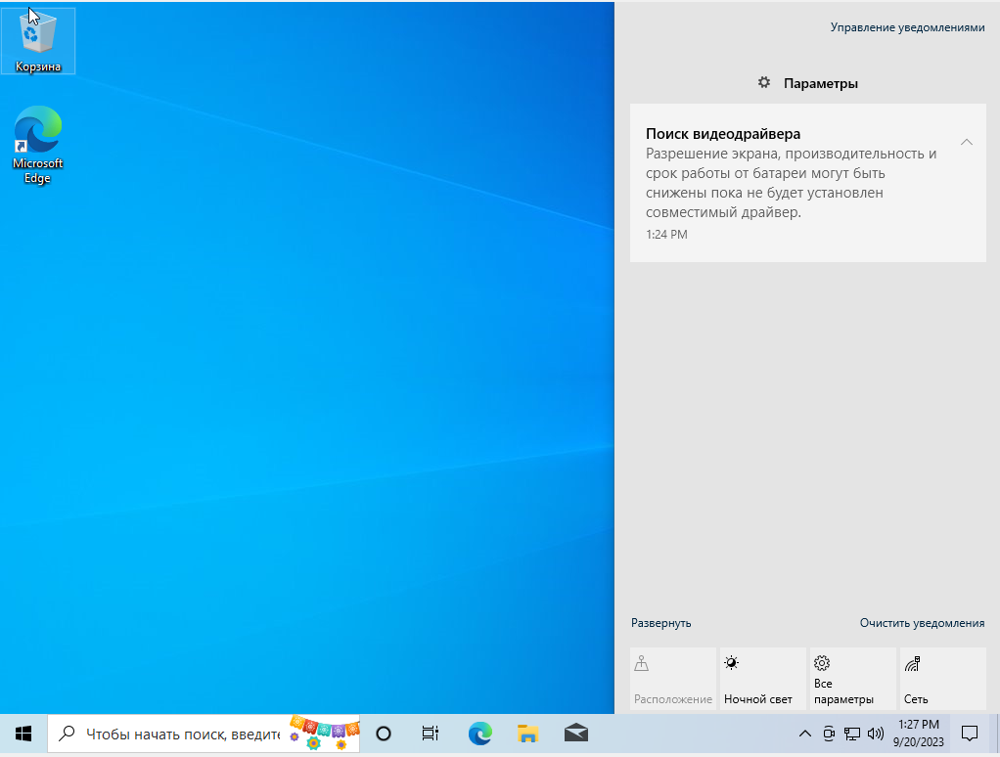 Корзина
Microsoft
Edge
Управление уведомлениями
Параметры
Поиск видеодрайвера
Разрешение экрана, производительность и
срок работы от батареи могут быть
снижены пока не будет установлен
совместимый драйвер.
1:24 PM
Развернуть
Очистить уведомления
Расположение
Ночной свет
Все
параметры
Сеть
Чтобы начать поиск, введите
1:27 PM
9/20/2023